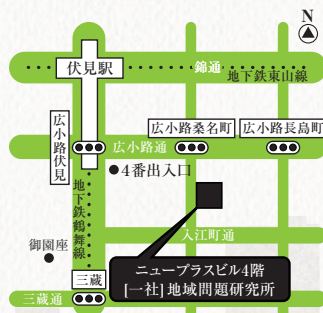 N
伏見駅
錦通
地下鉄東山線
広小路伏見
広小路通
広小路桑名町
広小路長島町
4番出入口
地下鉄鶴舞線
入江町通
御園座
三蔵
三蔵通
ニュープラスビル4階
[一社]地域問題研究所